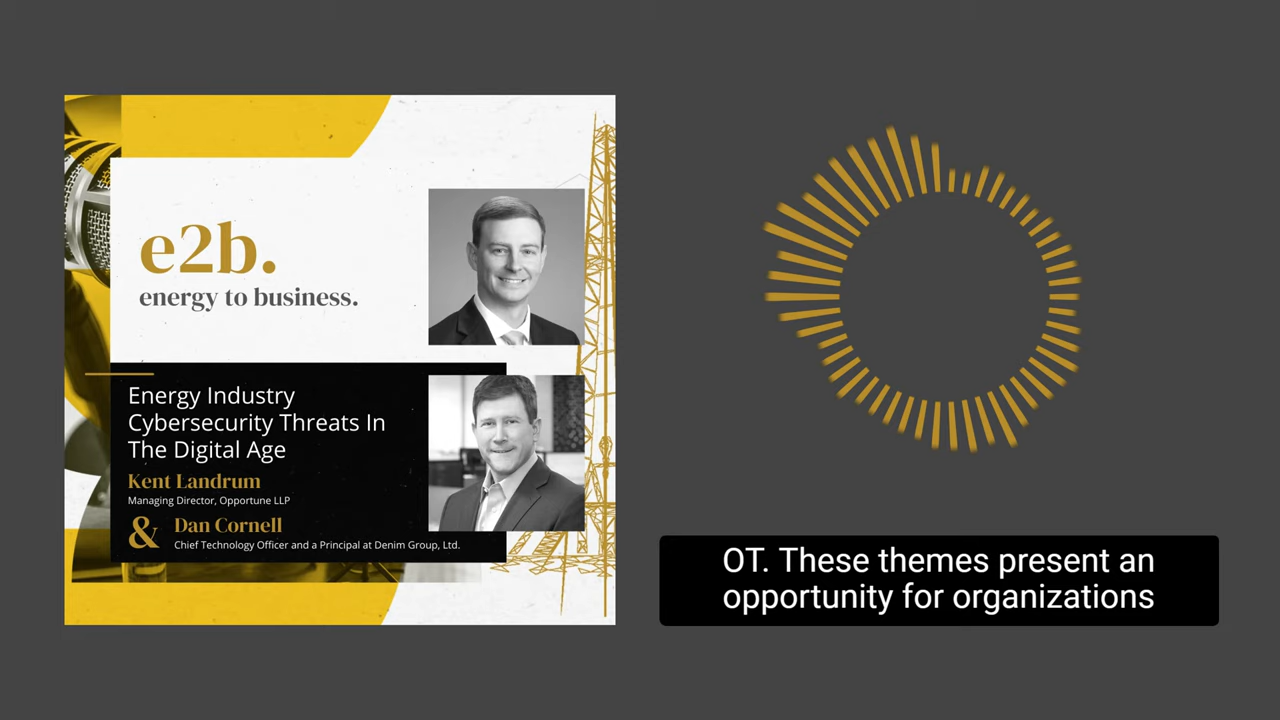 e2b.
energy to business.
Energy Industry
Cybersecurity Threats In
The Digital Age
Kent Landrum
Managing Director, Opportune LLP
& Dan Cornell
Chief Technology Officer and a Principal at Denim Group, Ltd.
OT. These themes present an
opportunity for organizations